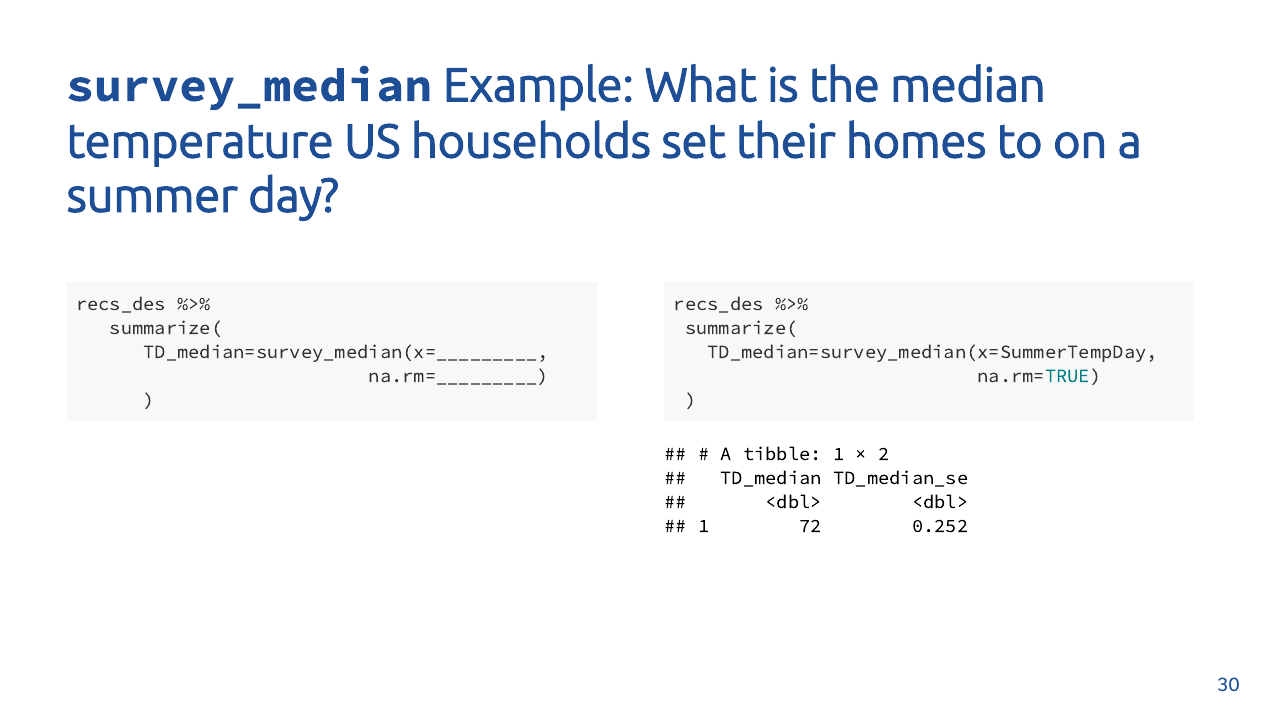 survey_median Example: What is the median
temperature US households set their homes to on a
summer day?
recs_des %>%
   summarize(
      TD_median=survey_median(x=_________,
                          na.rm=_________)
      )
recs_des %>%
 summarize(
   TD_median=survey_median(x=SummerTempDay,
                           na.rm=TRUE)
 )
## # A tibble: 1 × 2
##   TD_median TD_median_se
##       <dbl>        <dbl>
## 1        72        0.252
30